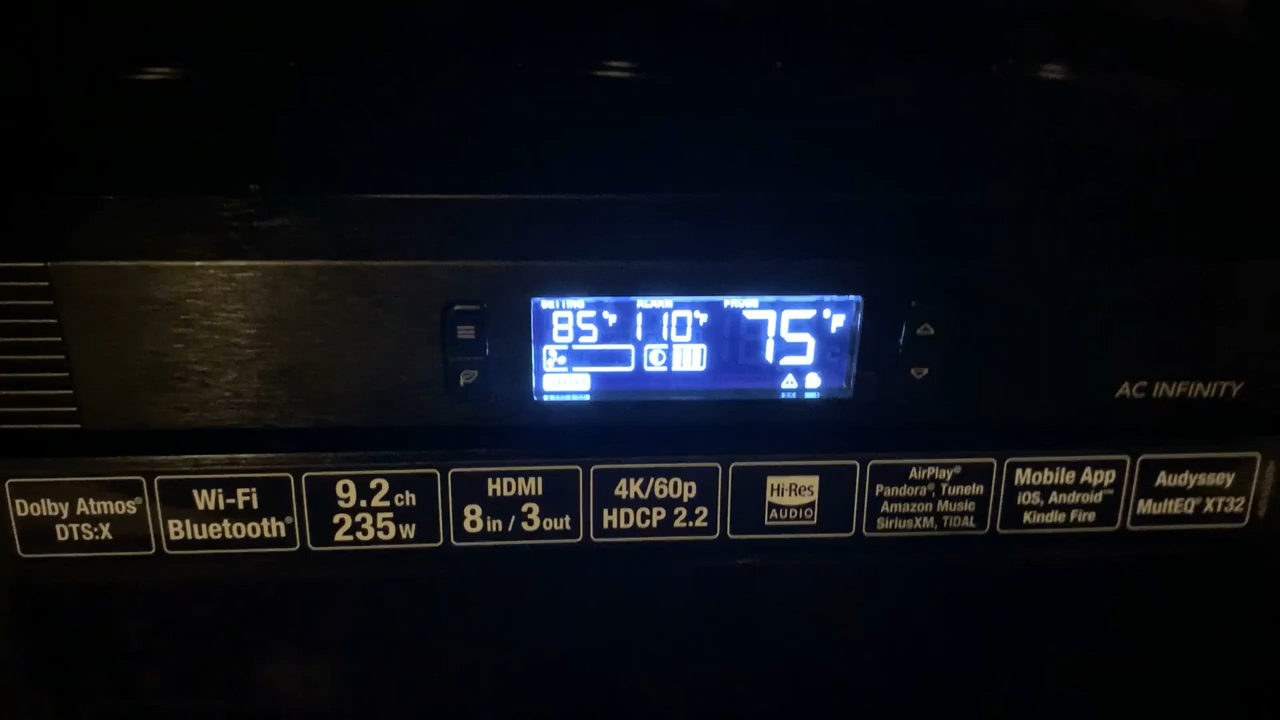 SETTING ALARM PROBE
85°F 110°F 75°F
AC INFINITY
Dolby Atmos®
DTS:X
Wi-Fi
Bluetooth®
9.2ch
235W
HDMI
8in / 3out
4K/60p
HDCP 2.2
Hi-Res
AUDIO
AirPlay®
Pandora®, TuneIn
Amazon Music
SiriusXM, TIDAL
Mobile App
iOS, Android™
Kindle Fire
Audyssey
MultEQ® XT32